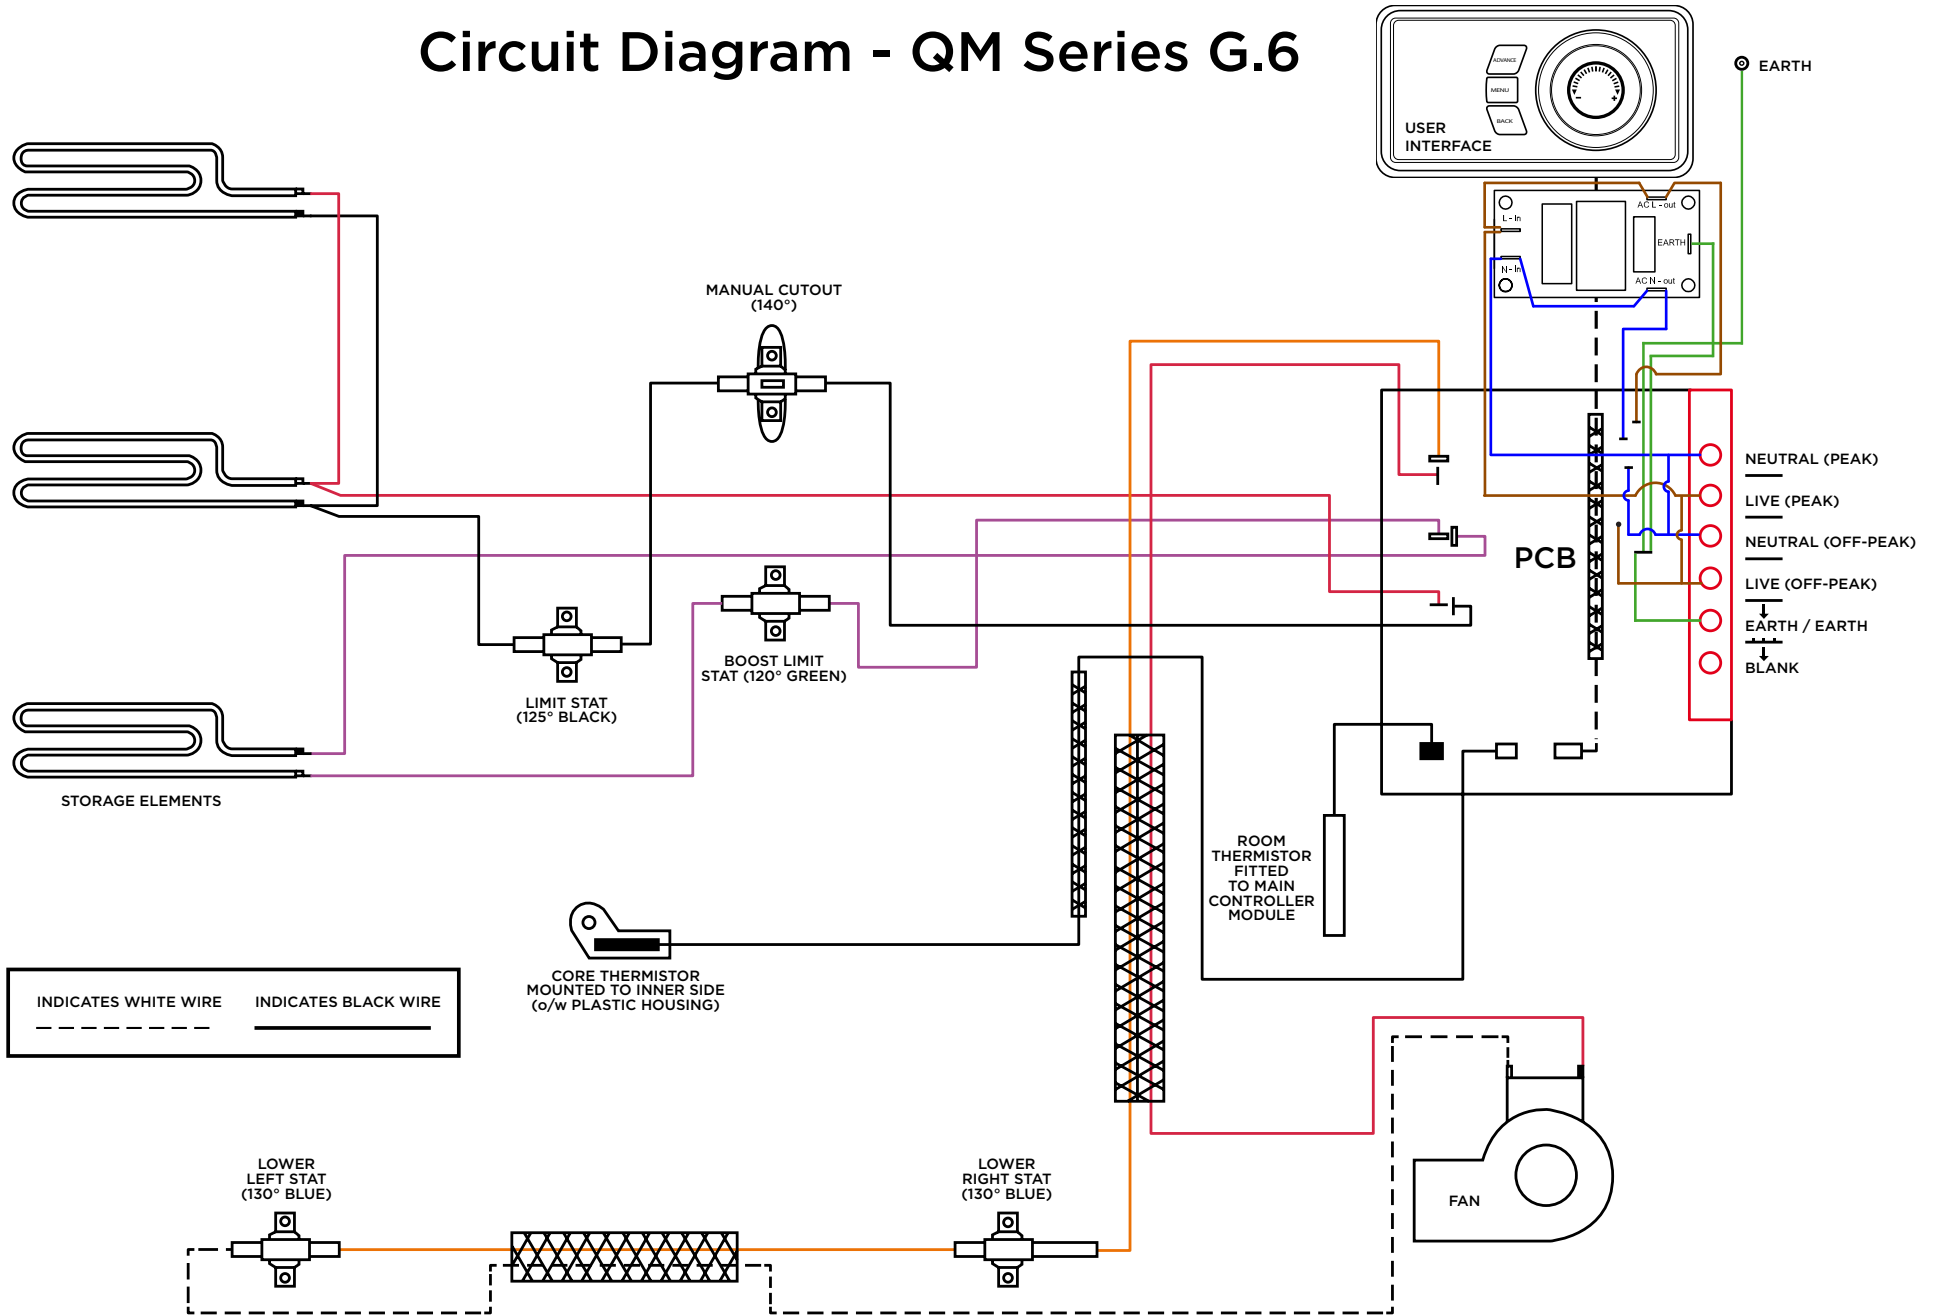 Circuit Diagram - QM Series G.6
ADVANCE
MENU
BACK
USER
INTERFACE
EARTH
L - In
AC L - out
EARTH
N - In
AC N - out
MANUAL CUTOUT
(140°)
NEUTRAL (PEAK)
LIVE (PEAK)
NEUTRAL (OFF-PEAK)
LIVE (OFF-PEAK)
EARTH / EARTH
BLANK
PCB
BOOST LIMIT
STAT (120° GREEN)
LIMIT STAT
(125° BLACK)
STORAGE ELEMENTS
ROOM
THERMISTOR
FITTED
TO MAIN
CONTROLLER
MODULE
CORE THERMISTOR
MOUNTED TO INNER SIDE
(o/w PLASTIC HOUSING)
INDICATES WHITE WIRE
INDICATES BLACK WIRE
LOWER
LEFT STAT
(130° BLUE)
LOWER
RIGHT STAT
(130° BLUE)
FAN